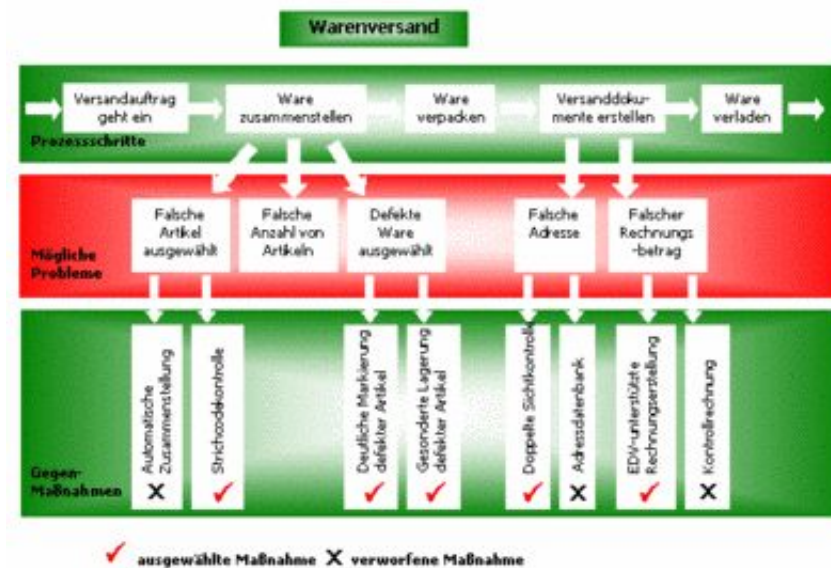 Warenversand
Versandauftrag
geht ein
Ware
zusammenstellen
Ware
verpacken
Versanddoku-
mente erstellen
Ware
verladen
Prozessschritte
Falsche
Artikel
ausgewählt
Falsche
Anzahl von
Artikeln
Defekte
Ware
ausgewählt
Falsche
Adresse
Falscher
Rechnungs
-betrag
Mögliche
Probleme
Automatische
Zusammenstellung
Strichcodekontrolle
Deutliche Markierung
defekter Artikel
Gesonderte Lagerung
defekter Artikel
Doppelte Sichtkontrolle
Adressdatenbank
EDV-unterstützte
Rechnungserstellung
Kontrollrechnung
Gegen-
Maßnahmen
✓ ausgewählte Maßnahme X verworfene Maßnahme